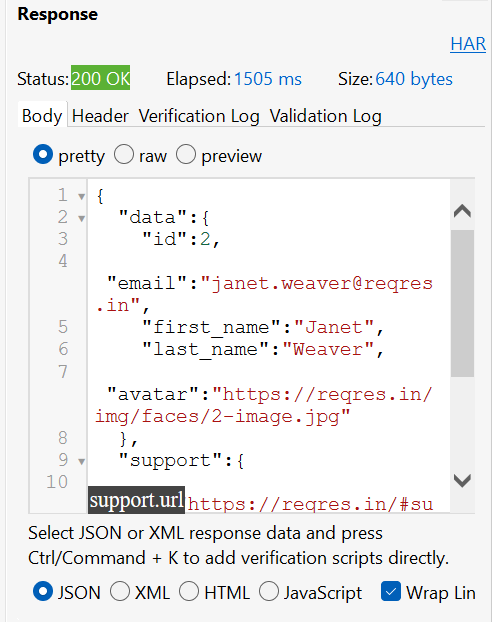 Response
HAR
Status:200 OK Elapsed:1505 ms Size:640 bytes
Body Header Verification Log Validation Log
pretty raw preview
1 {
2 "data":{
3 "id":2,
4
"email":"janet.weaver@reqres
.in",
5 "first_name":"Janet",
6 "last_name":"Weaver",
7
"avatar":"https://reqres.in/
img/faces/2-image.jpg"
8 },
9 "support":{
10
support.url https://reqres.in/#su
Select JSON or XML response data and press
Ctrl/Command + K to add verification scripts directly.
JSON XML HTML JavaScript Wrap Lin